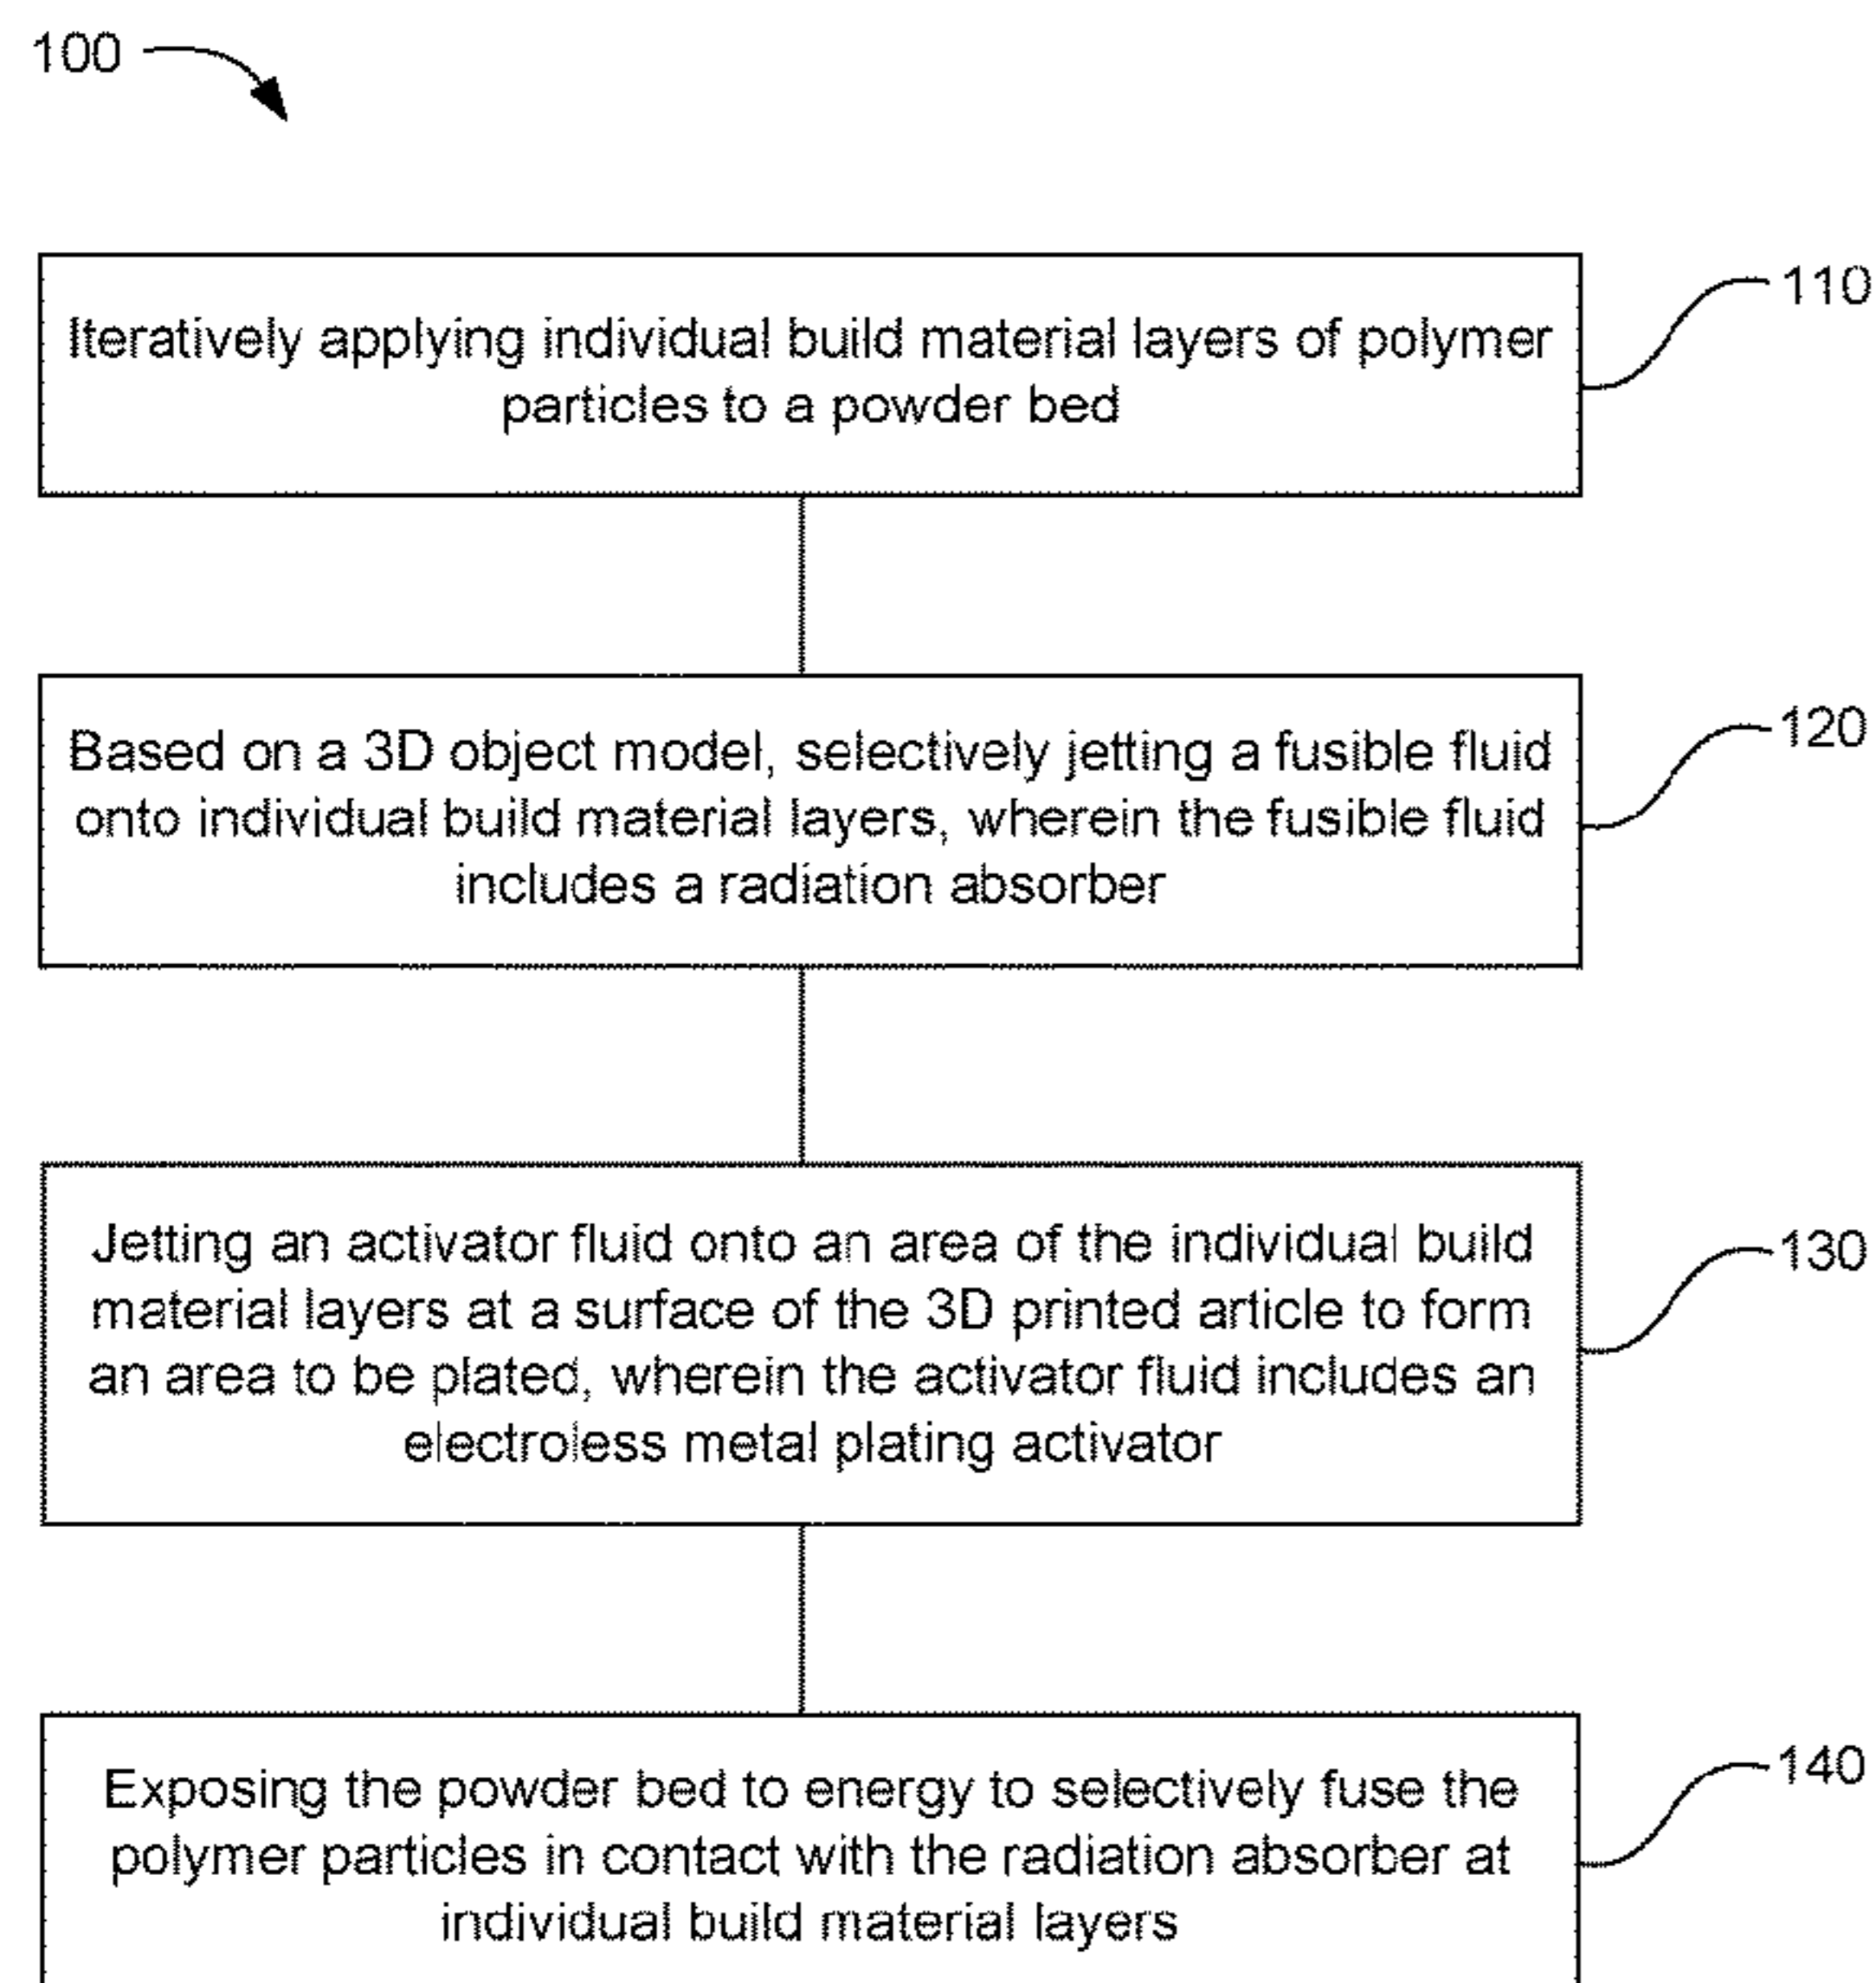 100
Iteratively applying individual build material layers of polymer
particles to a powder bed
110
Based on a 3D object model, selectively jetting a fusible fluid
onto individual build material layers, wherein the fusible fluid
includes a radiation absorber
120
Jetting an activator fluid onto an area of the individual build
material layers at a surface of the 3D printed article to form
an area to be plated, wherein the activator fluid includes an
electroless metal plating activator
130
Exposing the powder bed to energy to selectively fuse the
polymer particles in contact with the radiation absorber at
individual build material layers
140